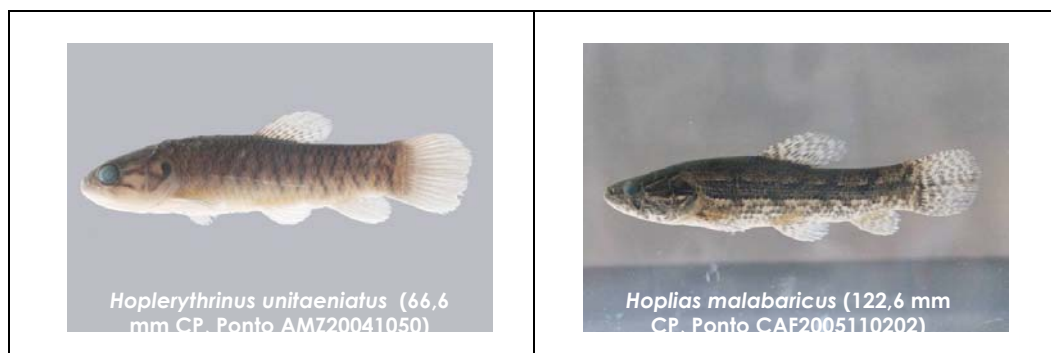 Hoplerythrinus unitaeniatus (66,6
mm CP. Ponto AMZ20041050)
Hoplias malabaricus (122,6 mm
CP. Ponto CAF2005110202)